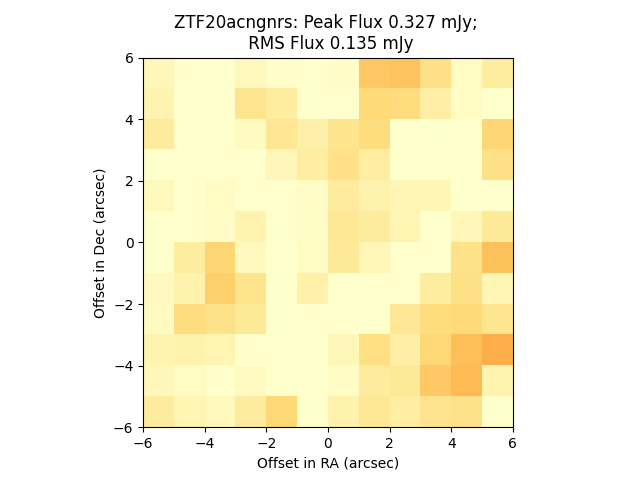 ZTF20acngnrs: Peak Flux 0.327 mJy;
RMS Flux 0.135 mJy
6
4
2
0
−2
−4
−6
Offset in Dec (arcsec)
−6 −4 −2 0 2 4 6
Offset in RA (arcsec)